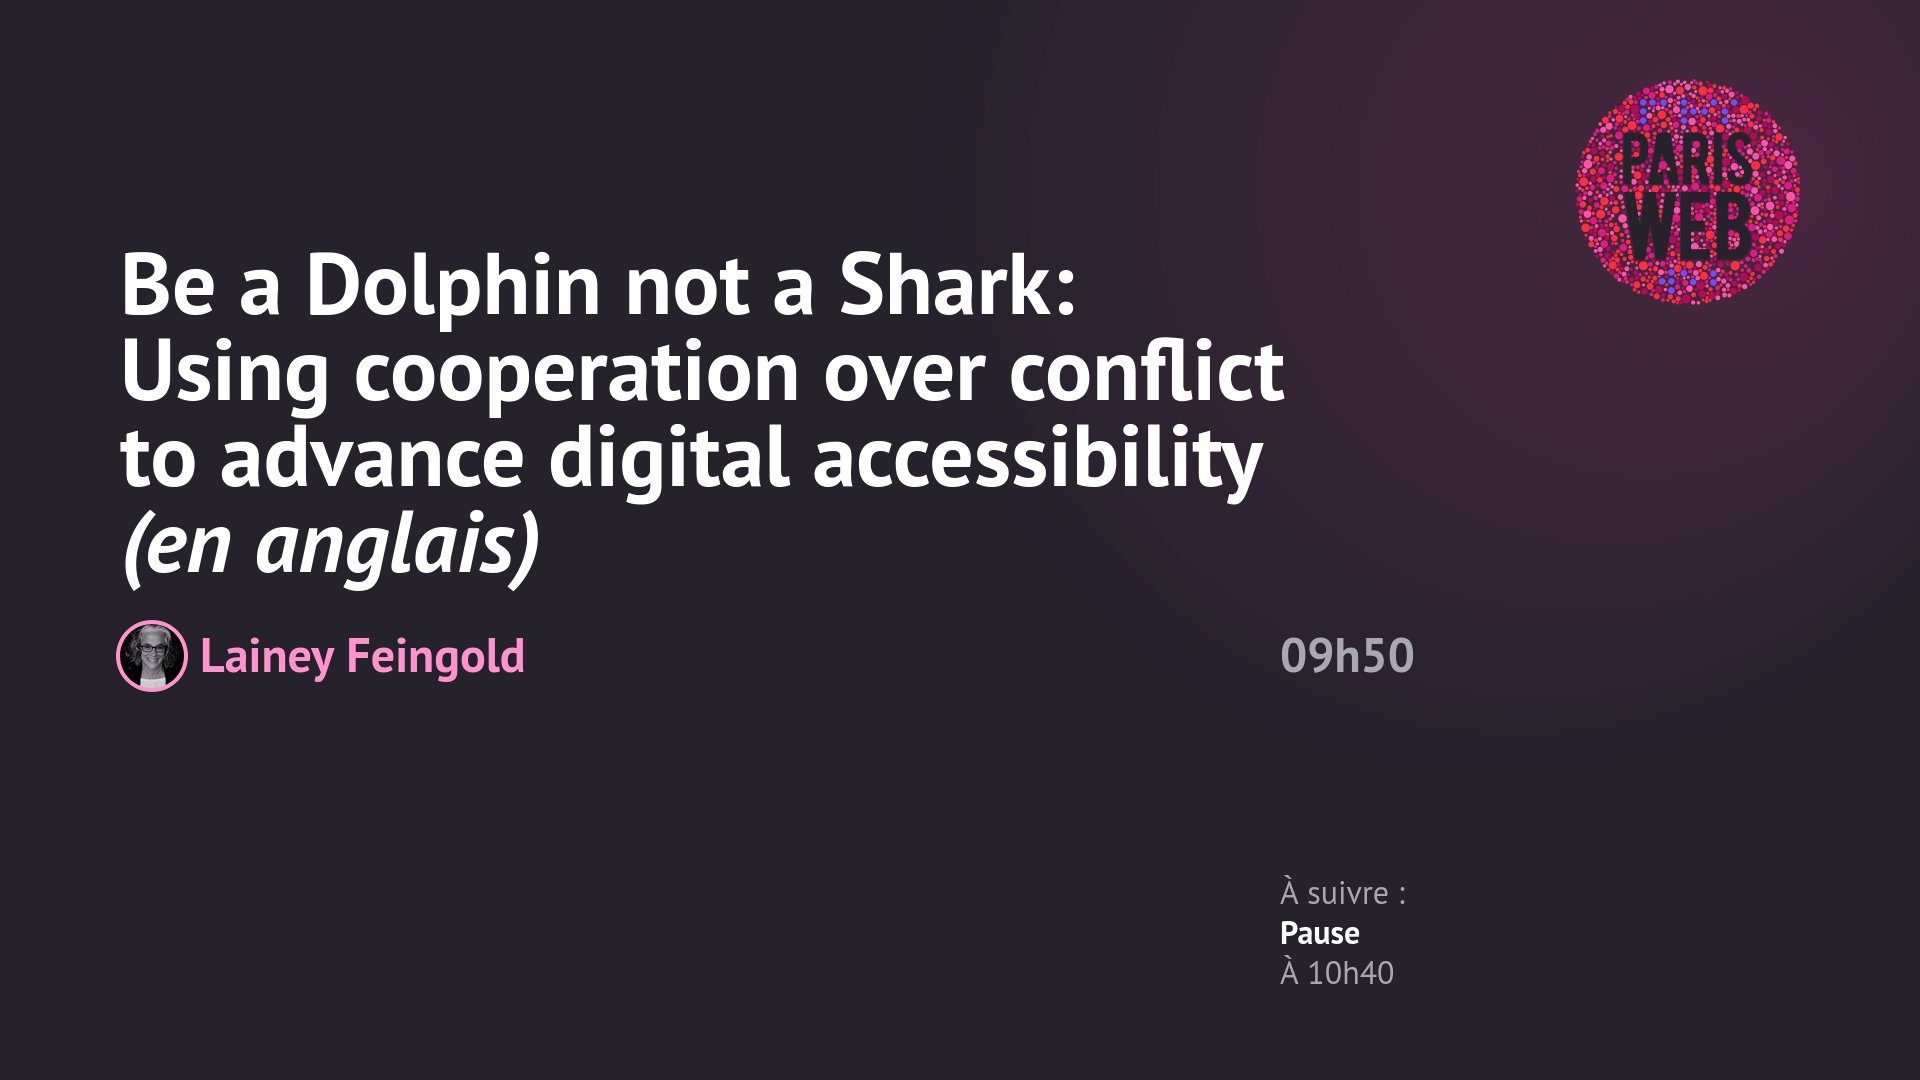 PARIS
WEB
Be a Dolphin not a Shark:
Using cooperation over conflict
to advance digital accessibility
(en anglais)
Lainey Feingold
09h50
À suivre :
Pause
À 10h40